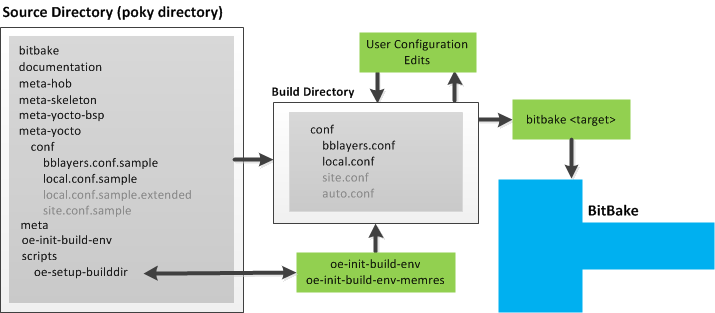 Source Directory (poky directory)
bitbake
documentation
meta-hob
meta-skeleton
meta-yocto-bsp
meta-yocto
conf
bblayers.conf.sample
local.conf.sample
local.conf.sample.extended
site.conf.sample
meta
oe-init-build-env
scripts
oe-setup-builddir
User Configuration
Edits
Build Directory
conf
bblayers.conf
local.conf
site.conf
auto.conf
oe-init-build-env
oe-init-build-env-memres
bitbake <target>
BitBake